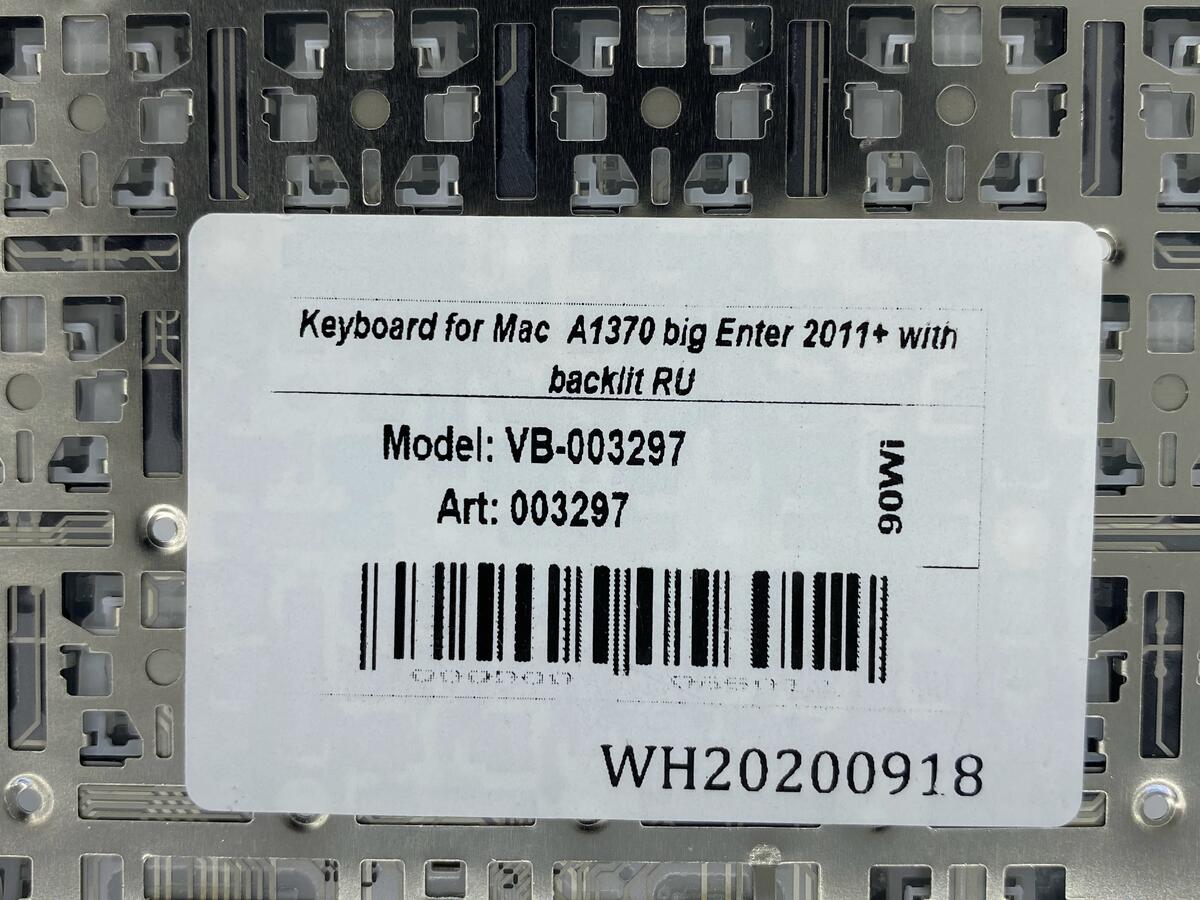 Keyboard for Mac A1370 big Enter 2011+ with
backlit RU
Model: VB-003297
Art: 003297
90Wi
WH20200918